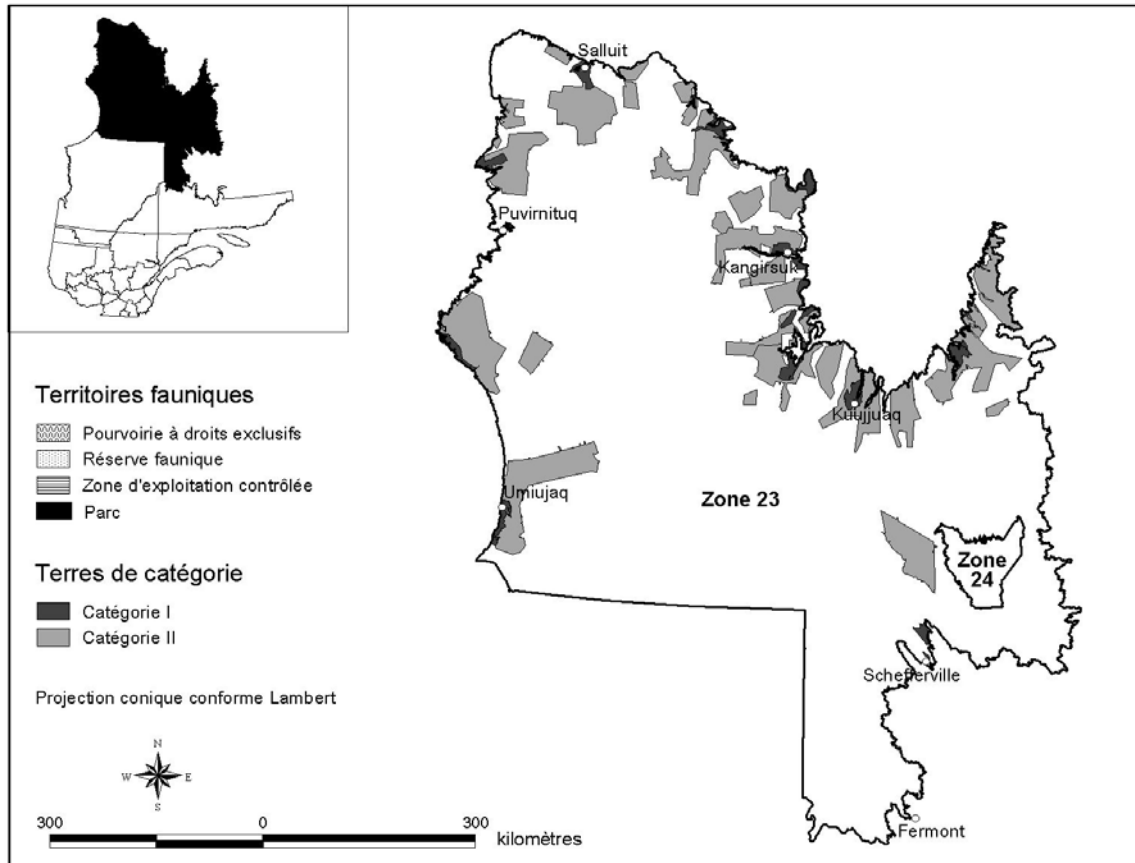 Salluit
Puvirnituq
Kangirsuk
Kuujjuaq
Umiujaq
Zone 23
Zone
24
Schefferville
Fermont
Territoires fauniques
Pourvoirie à droits exclusifs
Réserve faunique
Zone d'exploitation contrôlée
Parc
Terres de catégorie
Catégorie I
Catégorie II
Projection conique conforme Lambert
N
W E
S
300 0 300
kilomètres